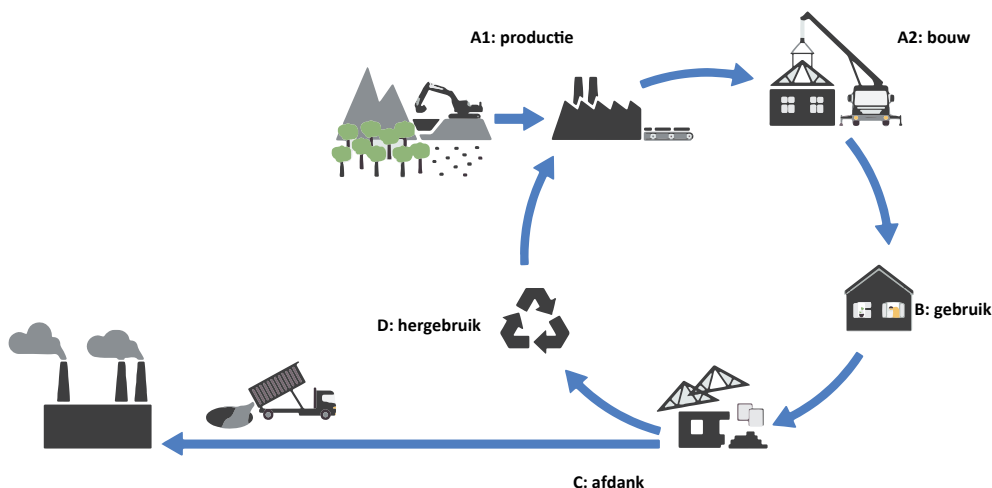 A1: productie
A2: bouw
B: gebruik
D: hergebruik
C: afdank